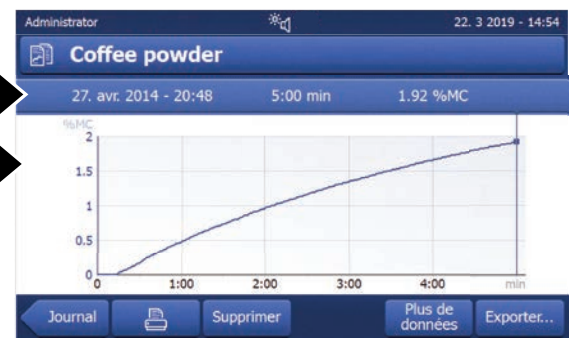 Administrator 22. 3 2019 - 14:54
Coffee powder
27. avr. 2014 - 20:48 5:00 min 1.92 %MC
%MC
2
1.5
1
0.5
0
0 1:00 2:00 3:00 4:00 min
Journal Supprimer Plus de données Exporter...